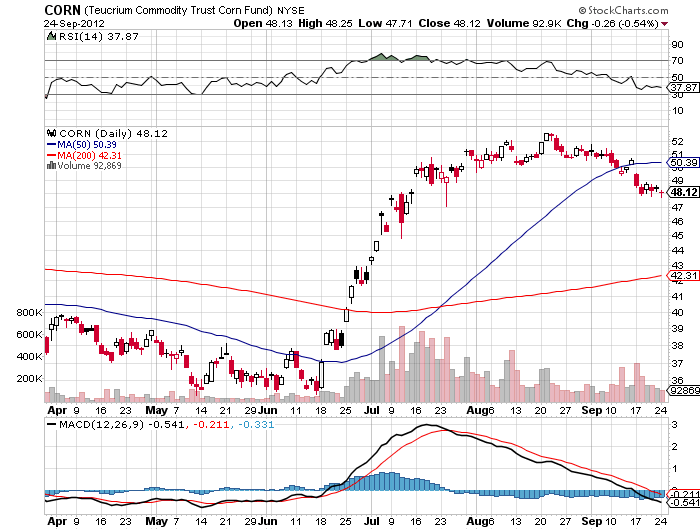 CORN (Teucrium Commodity Trust Corn Fund) NYSE © StockCharts.com
24-Sep-2012 Open 48.13 High 48.25 Low 47.71 Close 48.12 Volume 92.9K Chg -0.26 (-0.54%)
RSI(14) 37.87
90
70
50
37.87
30
10
CORN (Daily) 48.12
MA(50) 50.39
MA(200) 42.31
Volume 92,869
52
51
50.39
50
49
48.12
47
46
45
43
42.31
42
41
40
39
38
37
36
92869
800K
600K
400K
200K
Apr 9 16 23 May 7 14 21 29 Jun 11 18 25 Jul 9 16 23 Aug 6 13 20 27 Sep 10 17 24
MACD(12,26,9) -0.541, -0.211, -0.331
3
2
1
-0.211
-0.541
Apr 9 16 23 May 7 14 21 29 Jun 11 18 25 Jul 9 16 23 Aug 6 13 20 27 Sep 10 17 24